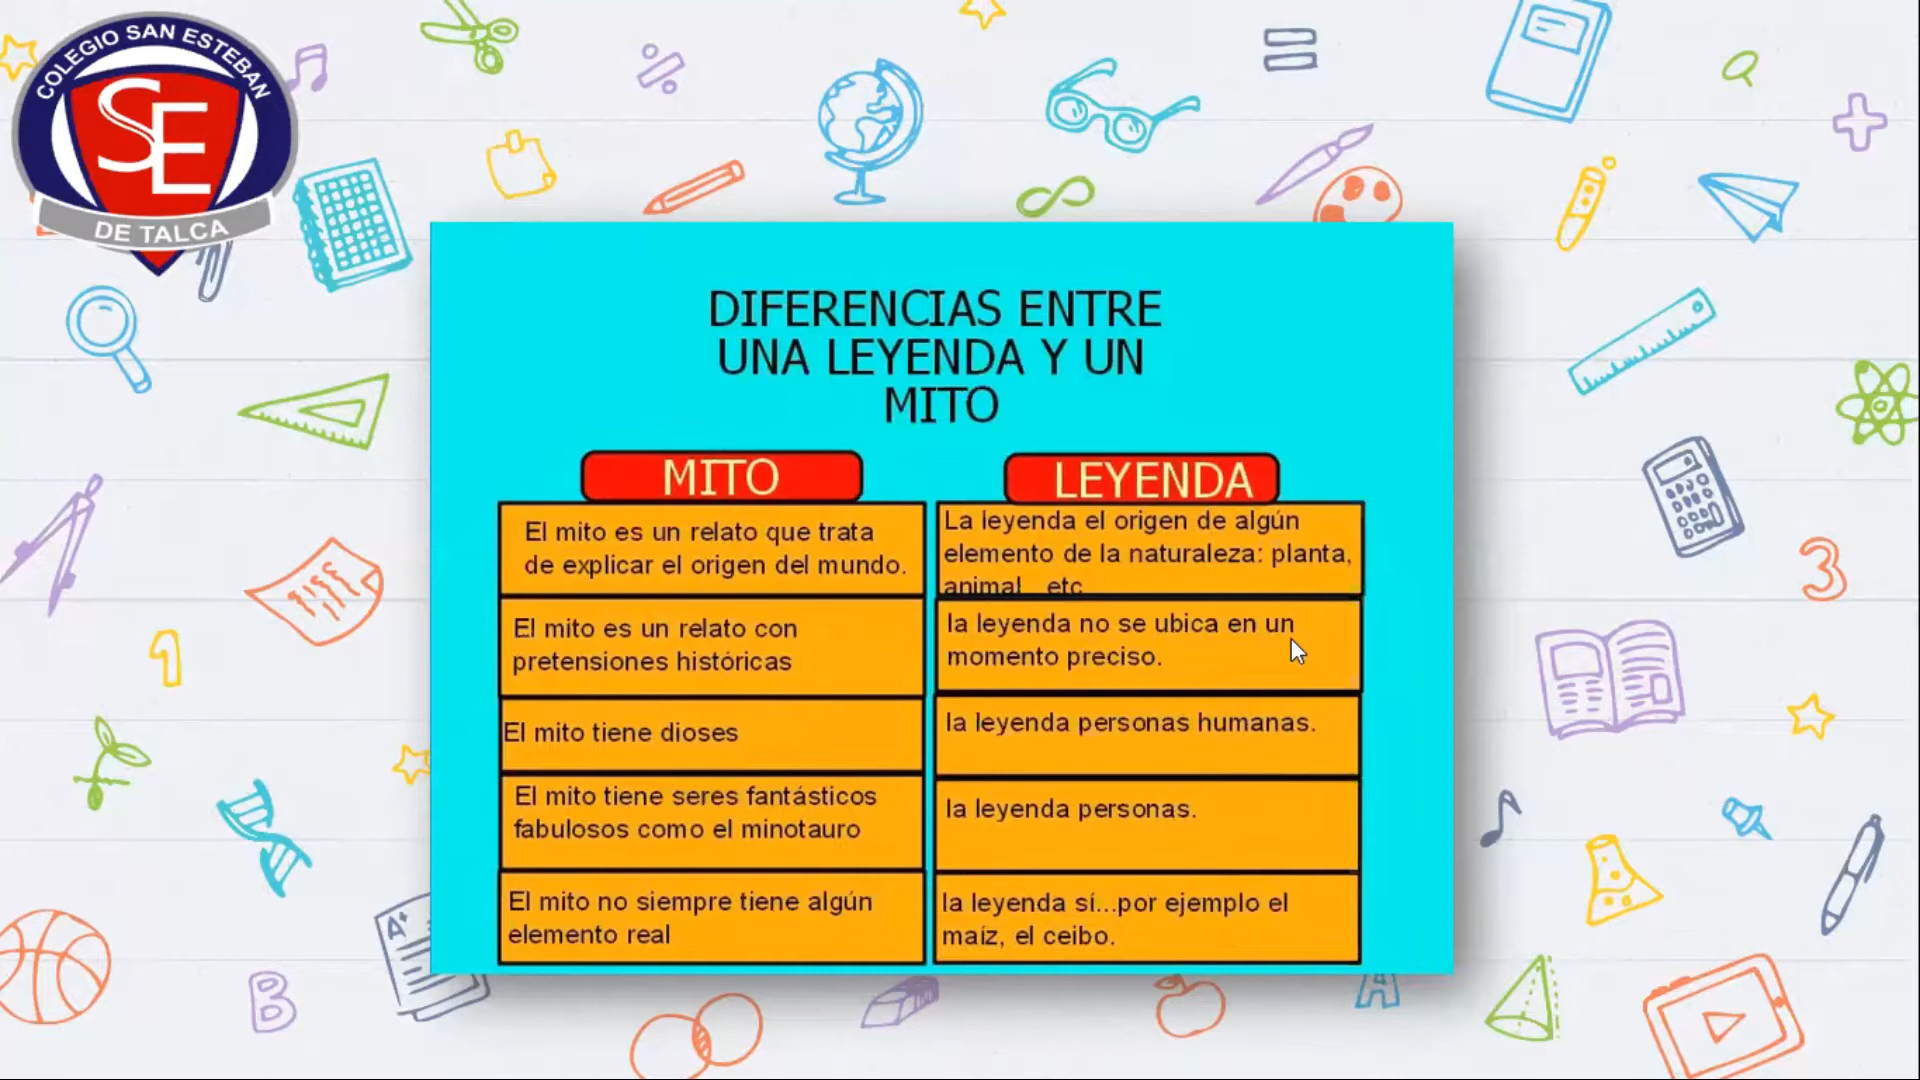 COLEGIO SAN ESTEBAN
SE
DE TALCA
DIFERENCIAS ENTRE
UNA LEYENDA Y UN
MITO
MITO
LEYENDA
El mito es un relato que trata
de explicar el origen del mundo.
La leyenda el origen de algún
elemento de la naturaleza: planta,
animal...etc
El mito es un relato con
pretensiones históricas
la leyenda no se ubica en un
momento preciso.
El mito tiene dioses
la leyenda personas humanas.
El mito tiene seres fantásticos
fabulosos como el minotauro
la leyenda personas.
El mito no siempre tiene algún
elemento real
la leyenda sí...por ejemplo el
maíz, el ceibo.
1
3
A+
B
A